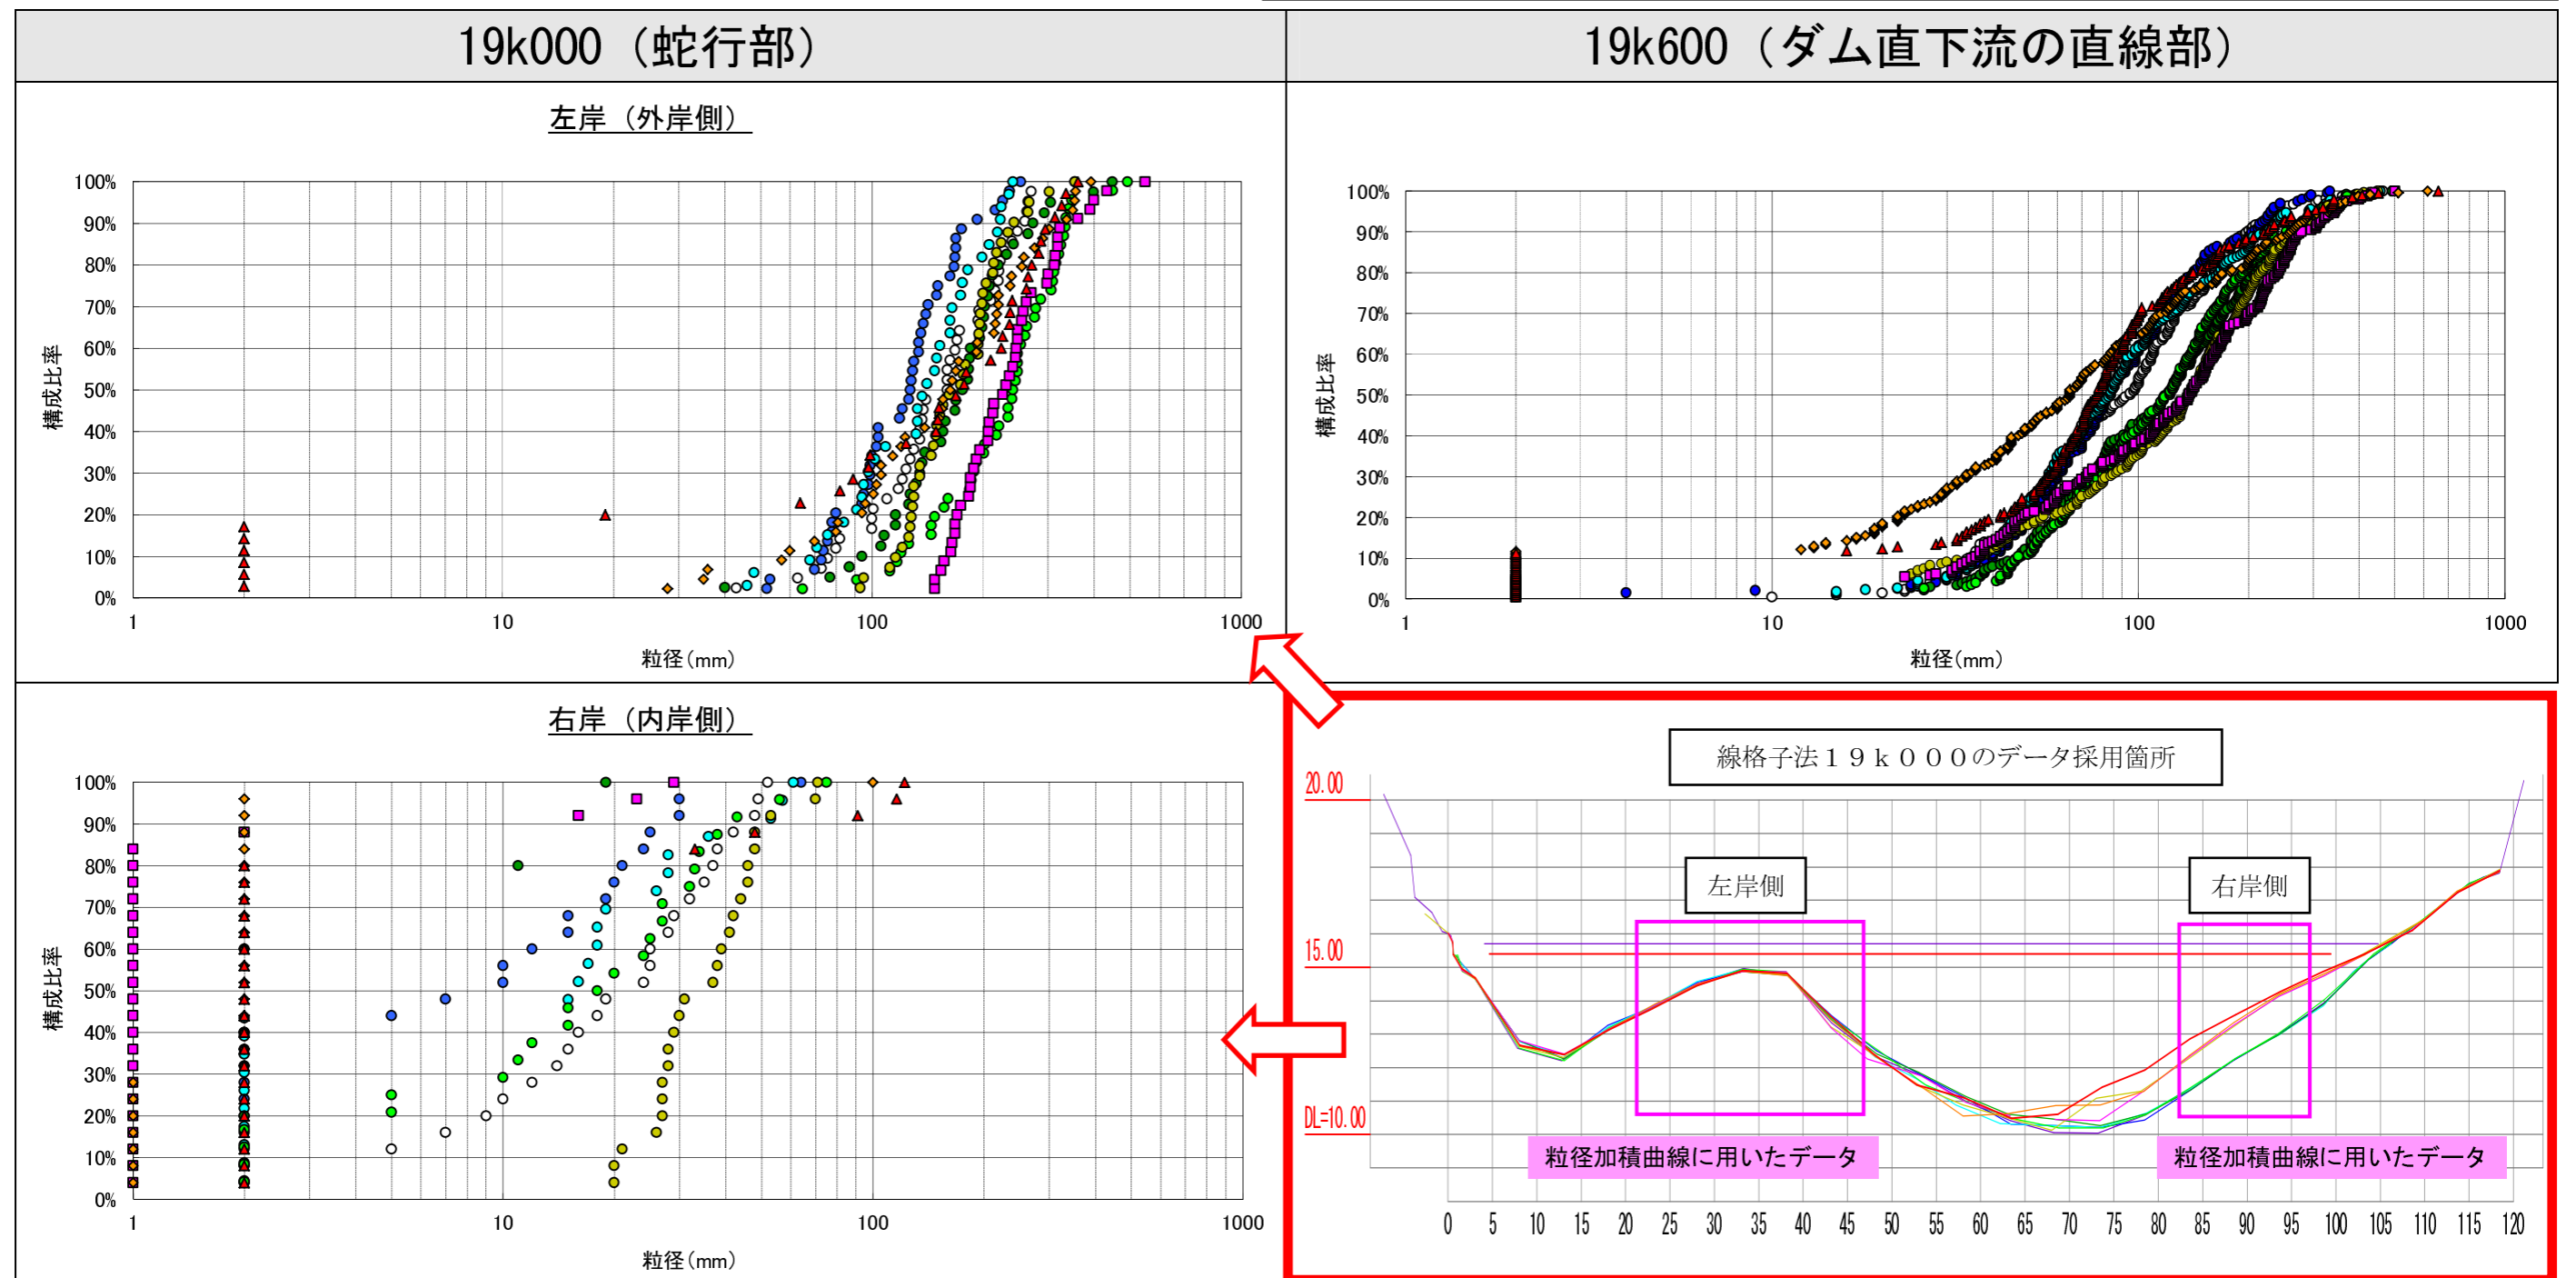 19k000（蛇行部）
19k600（ダム直下流の直線部）
左岸（外岸側）
100%
90%
80%
70%
60%
50%
40%
30%
20%
10%
0%
構成比率
1
10
100
1000
粒径(mm)
100%
90%
80%
70%
60%
50%
40%
30%
20%
10%
0%
構成比率
1
10
100
1000
粒径(mm)
右岸（内岸側）
100%
90%
80%
70%
60%
50%
40%
30%
20%
10%
0%
構成比率
1
10
100
1000
粒径(mm)
線格子法１９ｋ０００のデータ採用箇所
20.00
15.00
DL=10.00
左岸側
右岸側
粒径加積曲線に用いたデータ
粒径加積曲線に用いたデータ
0 5 10 15 20 25 30 35 40 45 50 55 60 65 70 75 80 85 90 95 100 105 110 115 120